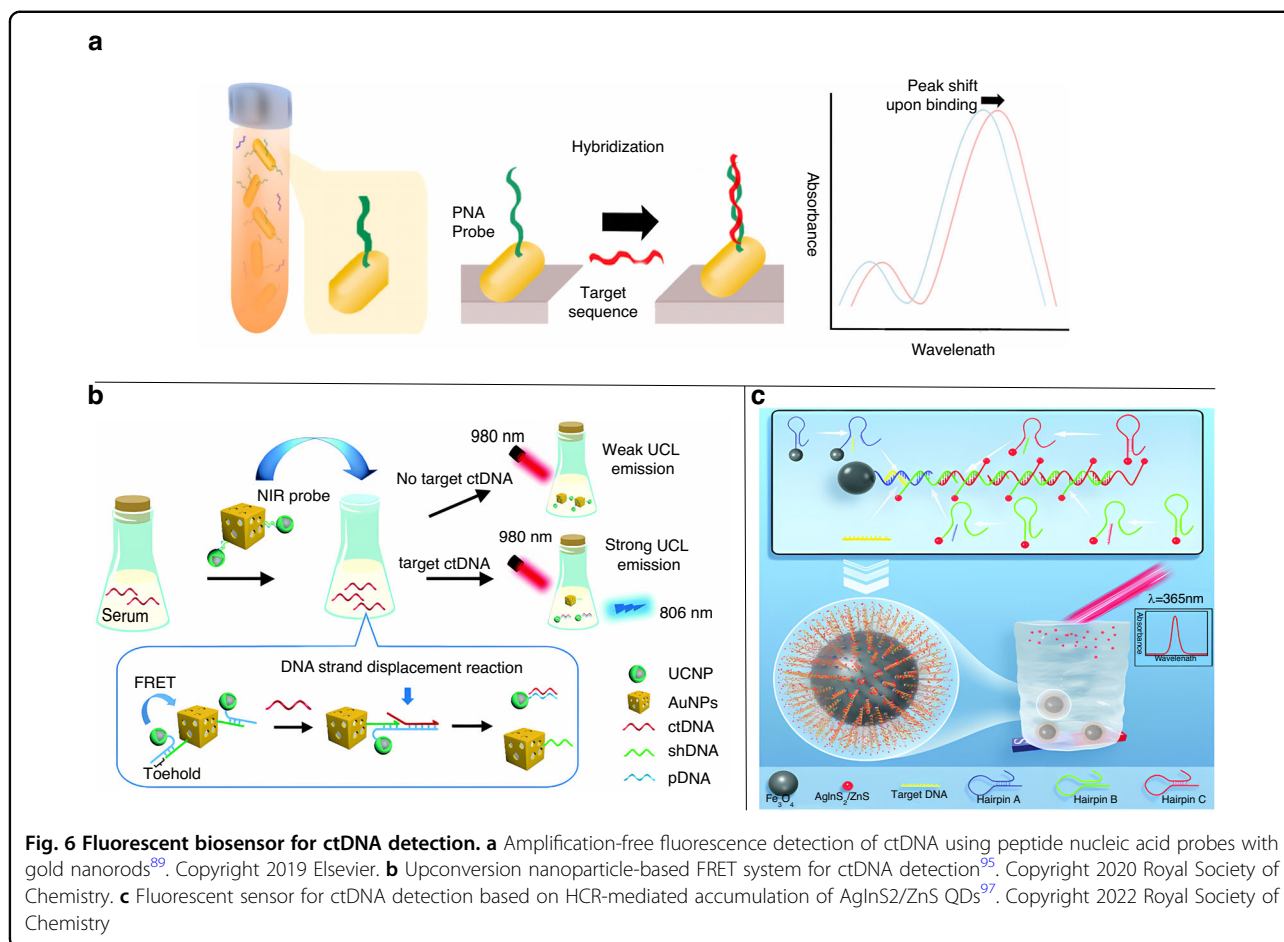 a
Peak shift
upon binding
Hybridization
PNA
Probe
Target
sequence
Absorbance
Wavelenath
b
980 nm
Weak UCL
emission
NIR probe
No target ctDNA
980 nm
Strong UCL
emission
target ctDNA
Serum
806 nm
DNA strand displacement reaction
FRET
Toehold
UCNP
AuNPs
ctDNA
shDNA
pDNA
c
λ=365nm
Absorbance
Wavelenath
Fe3O4
AgInS2/ZnS
Target DNA
Hairpin A
Hairpin B
Hairpin C
Fig. 6 Fluorescent biosensor for ctDNA detection. a Amplification-free fluorescence detection of ctDNA using peptide nucleic acid probes with
gold nanorods89. Copyright 2019 Elsevier. b Upconversion nanoparticle-based FRET system for ctDNA detection95. Copyright 2020 Royal Society of
Chemistry. c Fluorescent sensor for ctDNA detection based on HCR-mediated accumulation of AgInS2/ZnS QDs97. Copyright 2022 Royal Society of
Chemistry